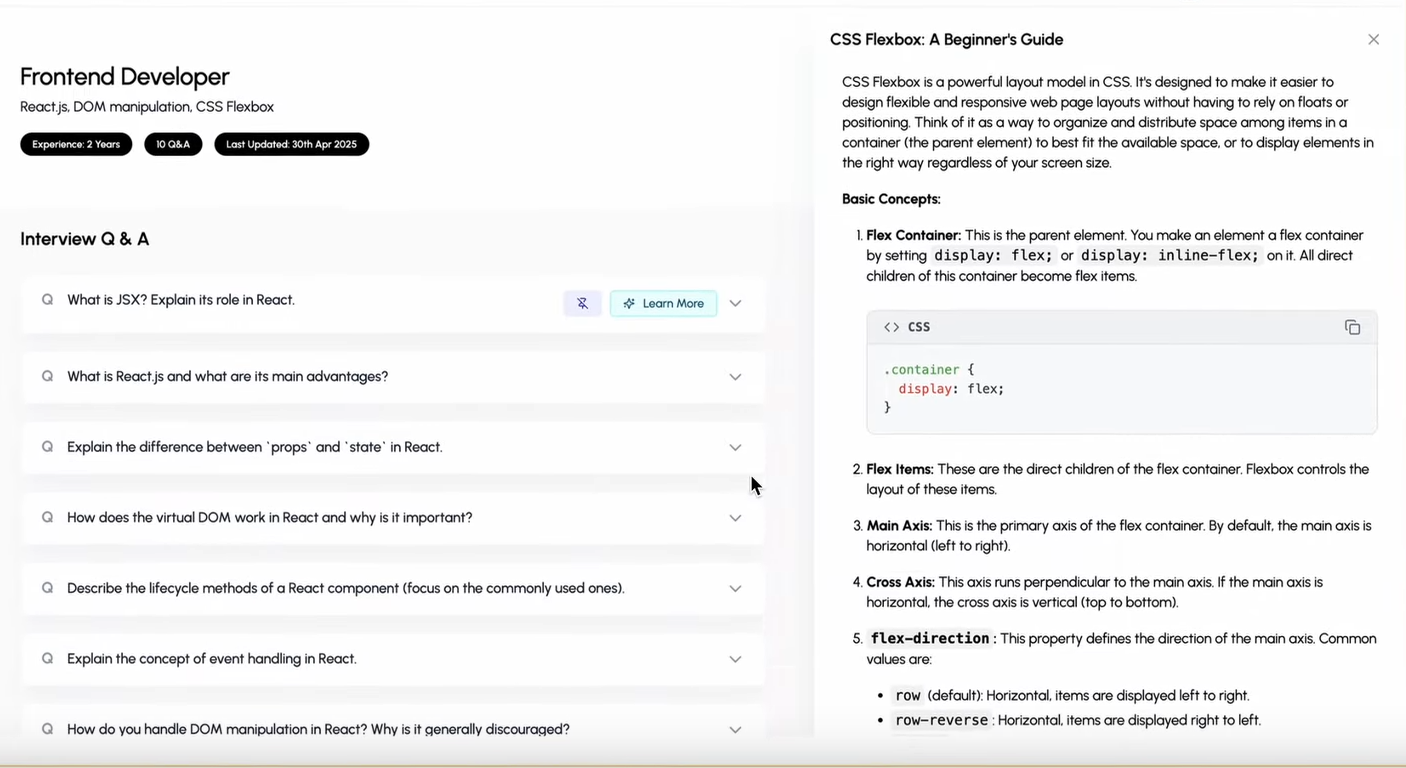 Frontend Developer
React.js, DOM manipulation, CSS Flexbox
Experience: 2 Years
10 Q&A
Last Updated: 30th Apr 2025
Interview Q & A
Q What is JSX? Explain its role in React.
Learn More
Q What is React.js and what are its main advantages?
Q Explain the difference between `props` and `state` in React.
Q How does the virtual DOM work in React and why is it important?
Q Describe the lifecycle methods of a React component (focus on the commonly used ones).
Q Explain the concept of event handling in React.
Q How do you handle DOM manipulation in React? Why is it generally discouraged?
CSS Flexbox: A Beginner's Guide
CSS Flexbox is a powerful layout model in CSS. It's designed to make it easier to
design flexible and responsive web page layouts without having to rely on floats or
positioning. Think of it as a way to organize and distribute space among items in a
container (the parent element) to best fit the available space, or to display elements in
the right way regardless of your screen size.
Basic Concepts:
1. Flex Container: This is the parent element. You make an element a flex container
by setting display: flex; or display: inline-flex; on it. All direct
children of this container become flex items.
<> CSS
.container {
display: flex;
}
2. Flex Items: These are the direct children of the flex container. Flexbox controls the
layout of these items.
3. Main Axis: This is the primary axis of the flex container. By default, the main axis is
horizontal (left to right).
4. Cross Axis: This axis runs perpendicular to the main axis. If the main axis is
horizontal, the cross axis is vertical (top to bottom).
5. flex-direction : This property defines the direction of the main axis. Common
values are:
• row (default): Horizontal, items are displayed left to right.
• row-reverse : Horizontal, items are displayed right to left.